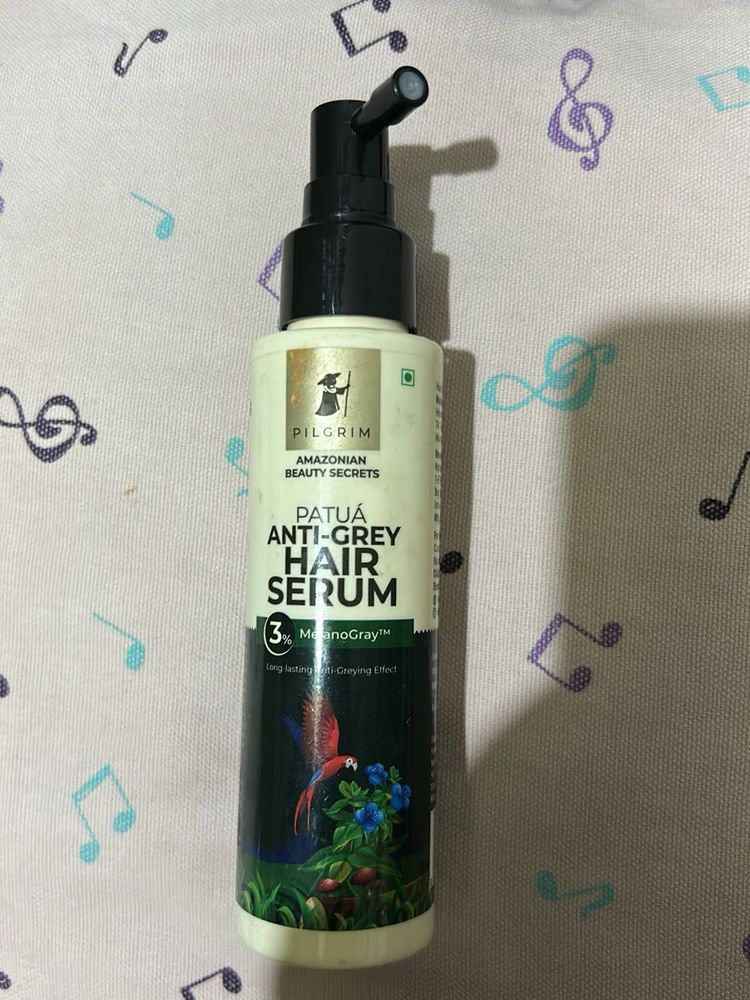 PILGRIM
AMAZONIAN
BEAUTY SECRETS
PATUÁ
ANTI-GREY
HAIR
SERUM
3% MelanoGray™
Long-lasting Anti-Greying Effect